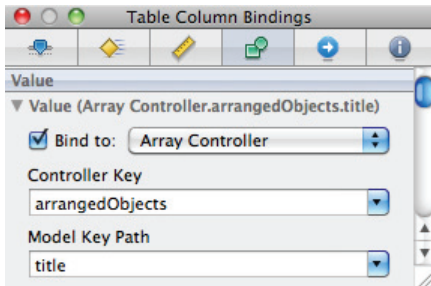 Table Column Bindings
Value
Value (Array Controller.arrangedObjects.title)
Bind to: Array Controller
Controller Key
arrangedObjects
Model Key Path
title